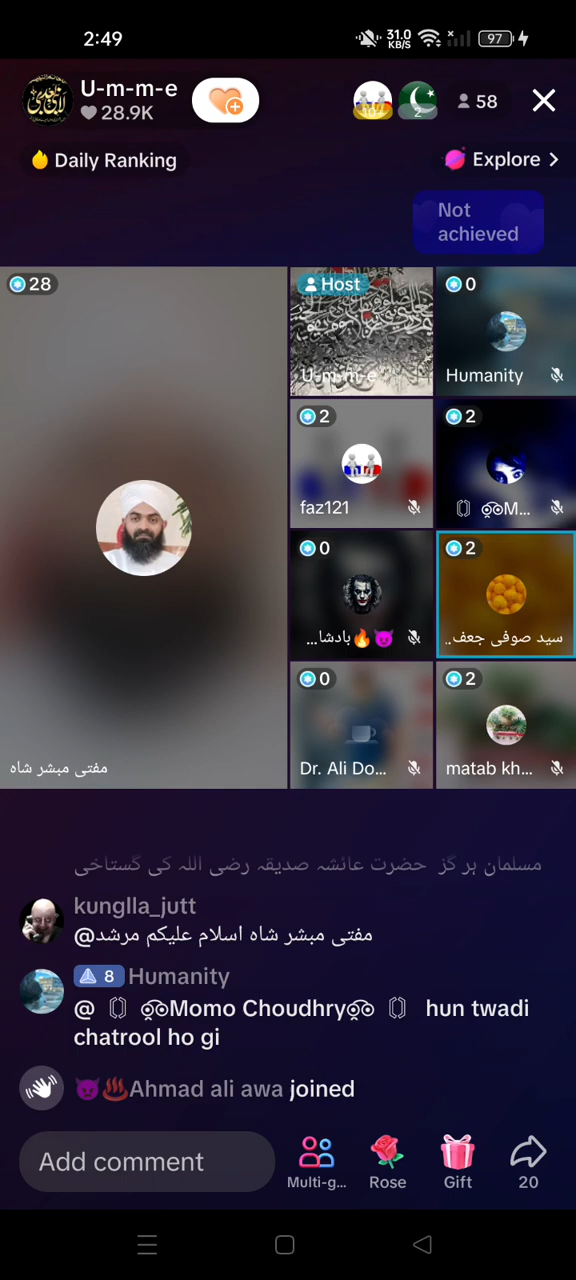 2:49
31.0
KB/S
97
U-m-m-e
28.9K
2
58
Daily Ranking
Explore >
Not
achieved
28
Host
U-m-m-e
0
Humanity
2
faz121
2
M...
0
بادشا...
2
سید صوفی جعف..
مفتی مبشر شاہ
0
Dr. Ali Do...
2
matab kh...
مسلمان ہر گز حضرت عائشہ صدیقہ رضی اللہ کی گستاخی
kunglla_jutt
@مفتی مبشر شاہ اسلام علیکم مرشد
8 Humanity
@ Momo Choudhry hun twadi
chatrool ho gi
Ahmad ali awa joined
Add comment
Multi-g...
Rose
Gift
20